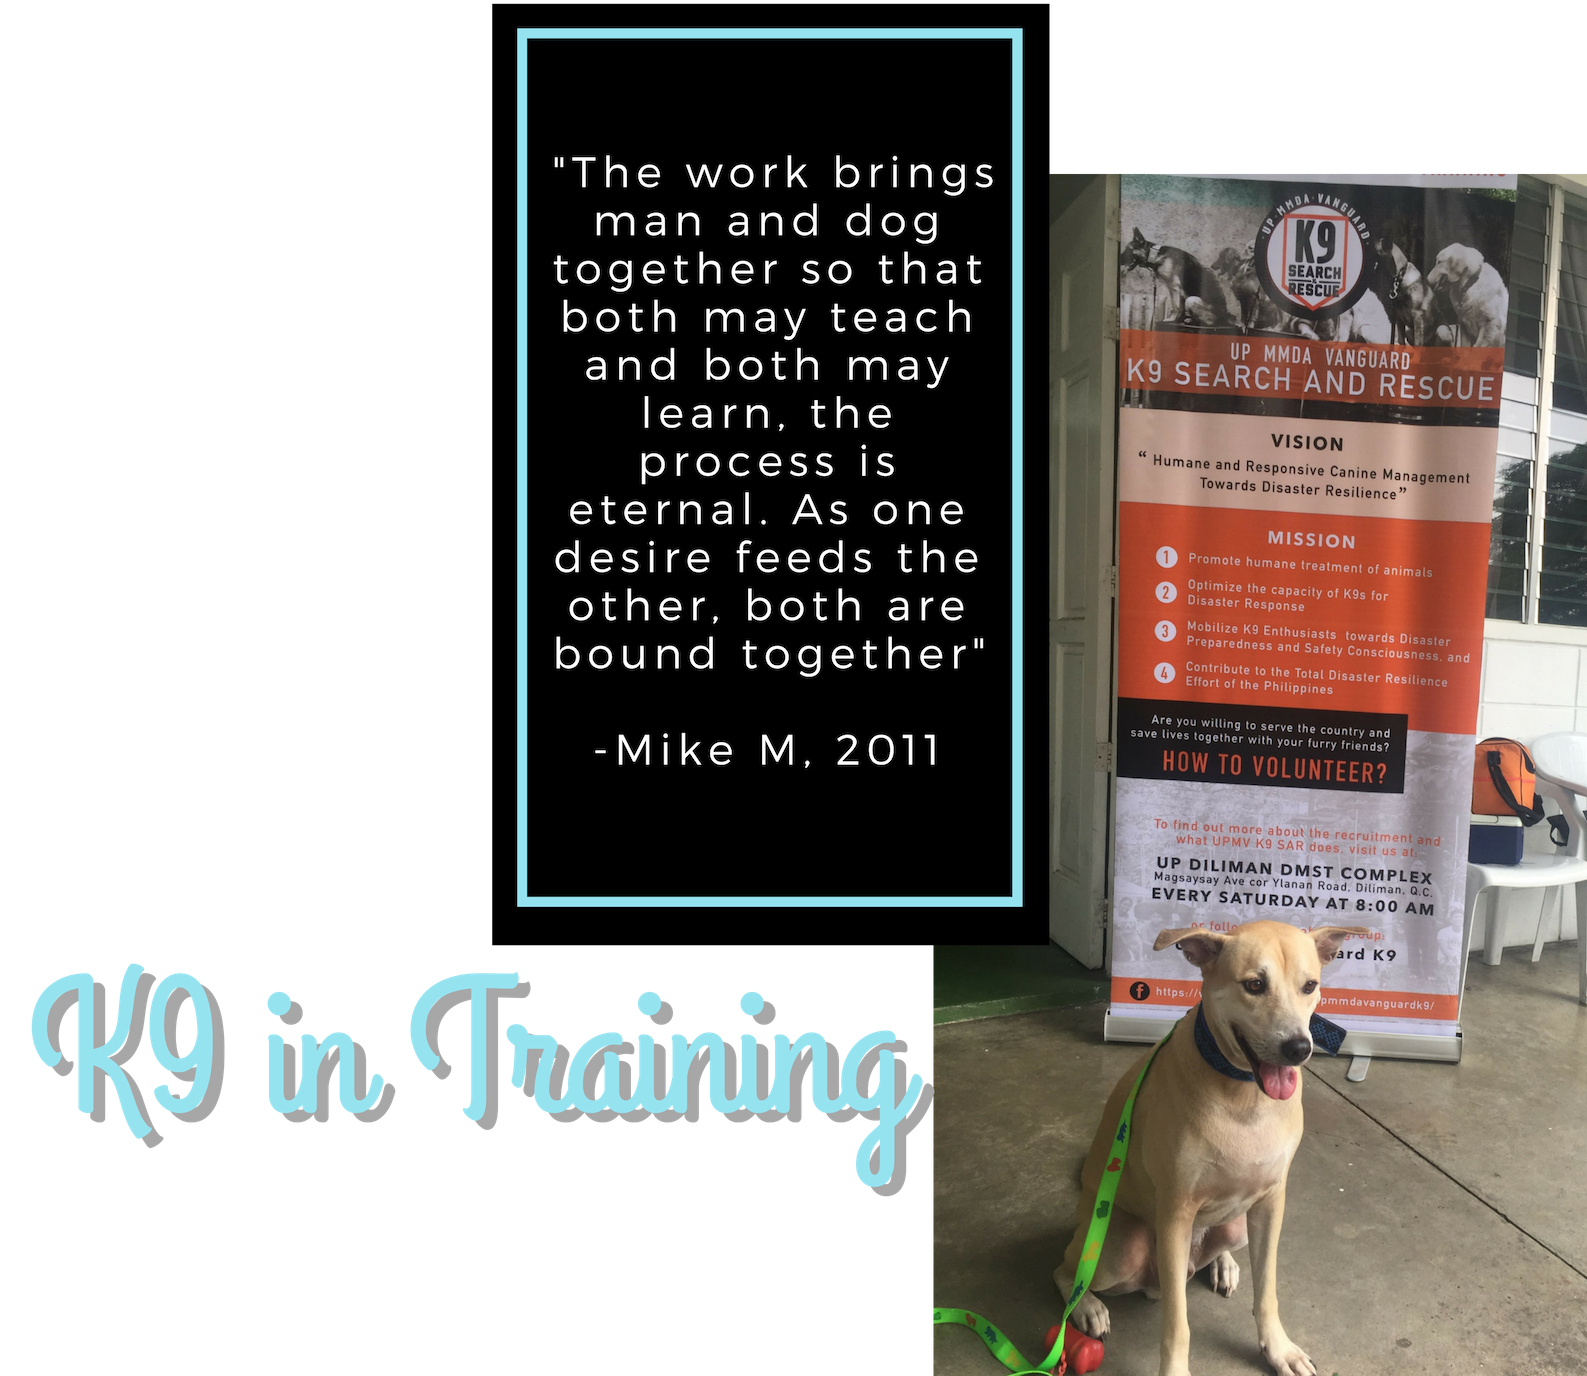 "The work brings
man and dog
together so that
both may teach
and both may
learn, the
process is
eternal. As one
desire feeds the
other, both are
bound together"
-Mike M, 2011
K9 in Training
UP·MMDA·VANGUARD
K9
SEARCH
RESCUE
UP MMDA VANGUARD
K9 SEARCH AND RESCUE
VISION
“ Humane and Responsive Canine Management
Towards Disaster Resilience”
MISSION
1 Promote humane treatment of animals
2 Optimize the capacity of K9s for
Disaster Response
3 Mobilize K9 Enthusiasts towards Disaster
Preparedness and Safety Consciousness, and
4 Contribute to the Total Disaster Resilience
Effort of the Philippines
Are you willing to serve the country and
save lives together with your furry friends?
HOW TO VOLUNTEER?
To find out more about the recruitment and
what UPMV K9 SAR does, visit us at:
UP DILIMAN DMST COMPLEX
Magsaysay Ave cor Ylanan Road, Diliman, Q.C.
EVERY SATURDAY AT 8:00 AM
or group:
K9
f https://
pmmdavanguardk9/